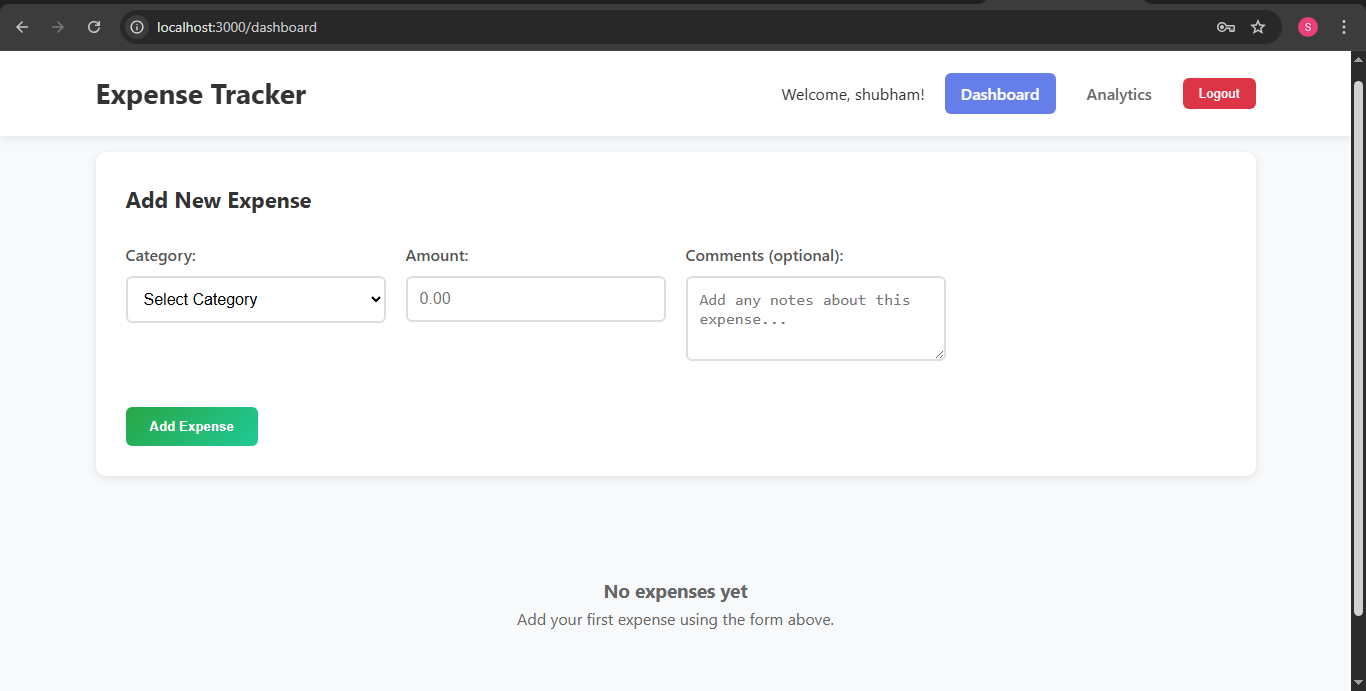 localhost:3000/dashboard
S
Expense Tracker
Welcome, shubham!
Dashboard
Analytics
Logout
Add New Expense
Category:
Amount:
Comments (optional):
Select Category
0.00
Add any notes about this
expense...
Add Expense
No expenses yet
Add your first expense using the form above.